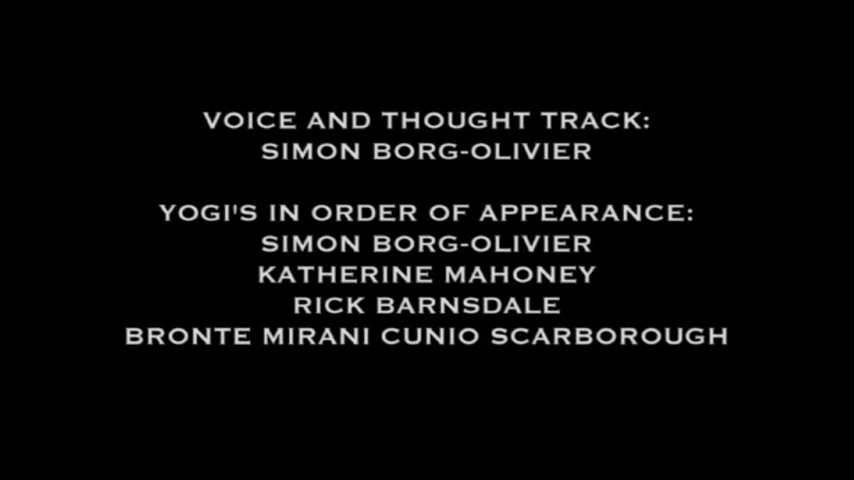 VOICE AND THOUGHT TRACK:
SIMON BORG-OLIVIER
YOGI'S IN ORDER OF APPEARANCE:
SIMON BORG-OLIVIER
KATHERINE MAHONEY
RICK BARNSDALE
BRONTE MIRANI CUNIO SCARBOROUGH